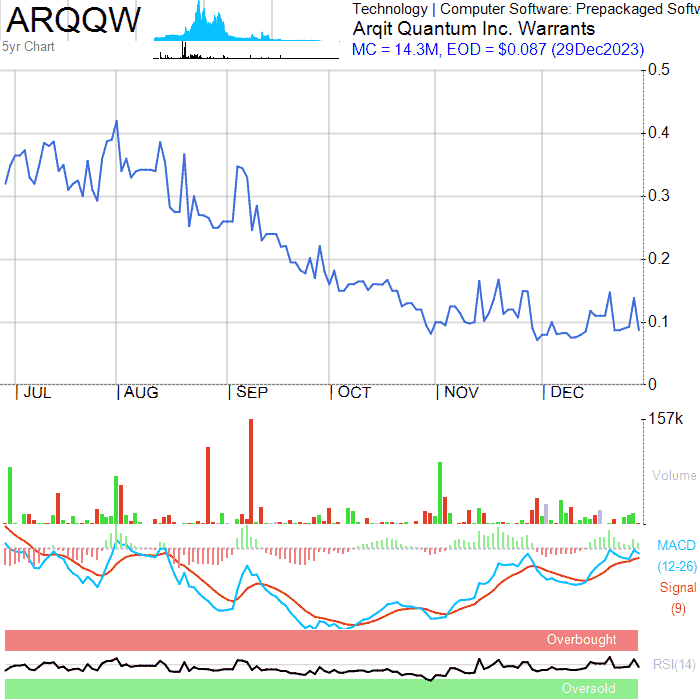 ARQQW
5yr Chart
Technology | Computer Software: Prepackaged Softw
Arqit Quantum Inc. Warrants
MC = 14.3M, EOD = $0.087 (29Dec2023)
0.5
0.4
0.3
0.2
0.1
0
JUL AUG SEP OCT NOV DEC
157k
Volume
MACD
(12-26)
Signal
(9)
Overbought
RSI(14)
Oversold